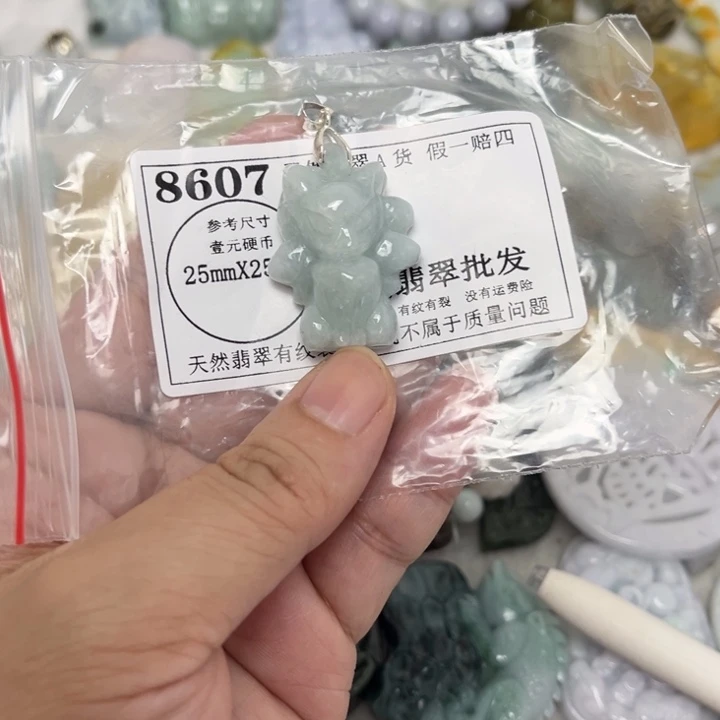 8607
翠A货 假一赔四
参考尺寸
壹元硬币
25mmX25
翡翠批发
有纹有裂 没有运费险
天然翡翠有纹
不属于质量问题